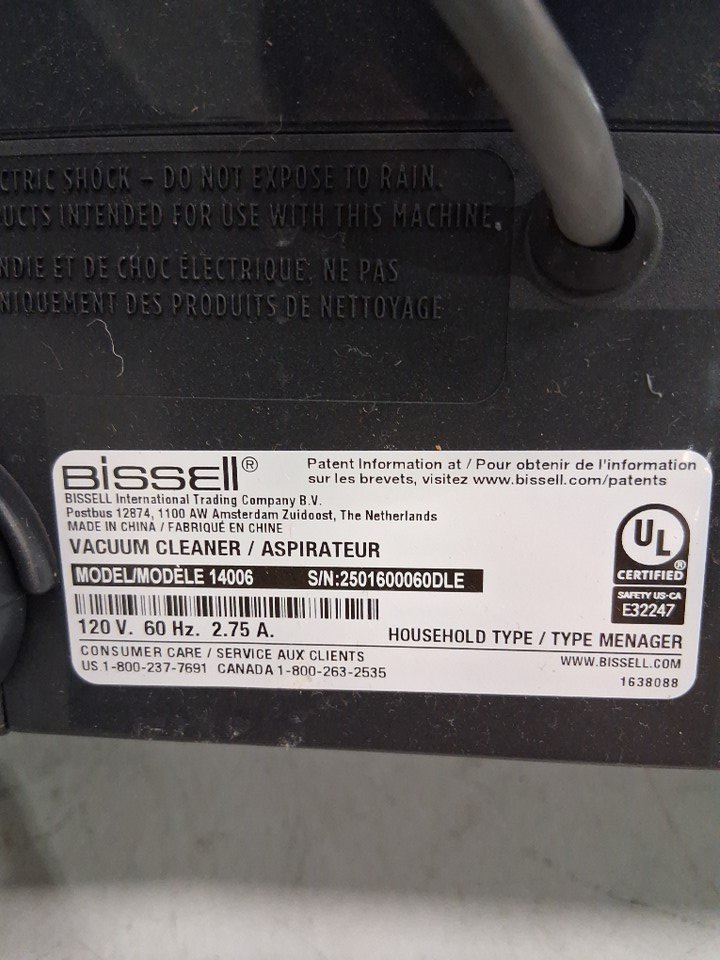 CTRIC SHOCK – DO NOT EXPOSE TO RAIN.
DUCTS INTENDED FOR USE WITH THIS MACHINE.
NDIE ET DE CHOC ÉLECTRIQUE, NE PAS
NIQUEMENT DES PRODUITS DE NETTOYAGE
BISSELL®
Patent Information at / Pour obtenir de l'information
sur les brevets, visitez www.bissell.com/patents
BISSELL International Trading Company B.V.
Postbus 12874, 1100 AW Amsterdam Zuidoost, The Netherlands
MADE IN CHINA / FABRIQUÉ EN CHINE
VACUUM CLEANER / ASPIRATEUR
MODEL/MODÈLE 14006 S/N:2501600060DLE
120 V. 60 Hz. 2.75 A.
HOUSEHOLD TYPE / TYPE MENAGER
CONSUMER CARE / SERVICE AUX CLIENTS
US 1-800-237-7691 CANADA 1-800-263-2535
WWW.BISSELL.COM
1638088
UL
CERTIFIED
SAFETY US-CA
E32247